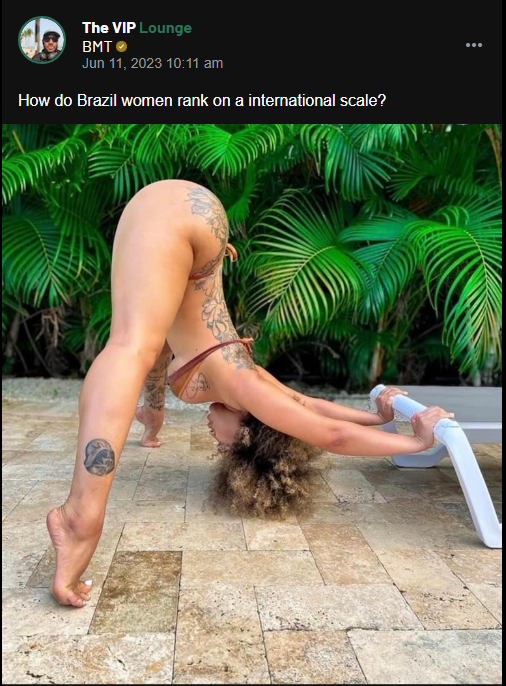 The VIP Lounge
BMT
Jun 11, 2023 10:11 am
How do Brazil women rank on a international scale?